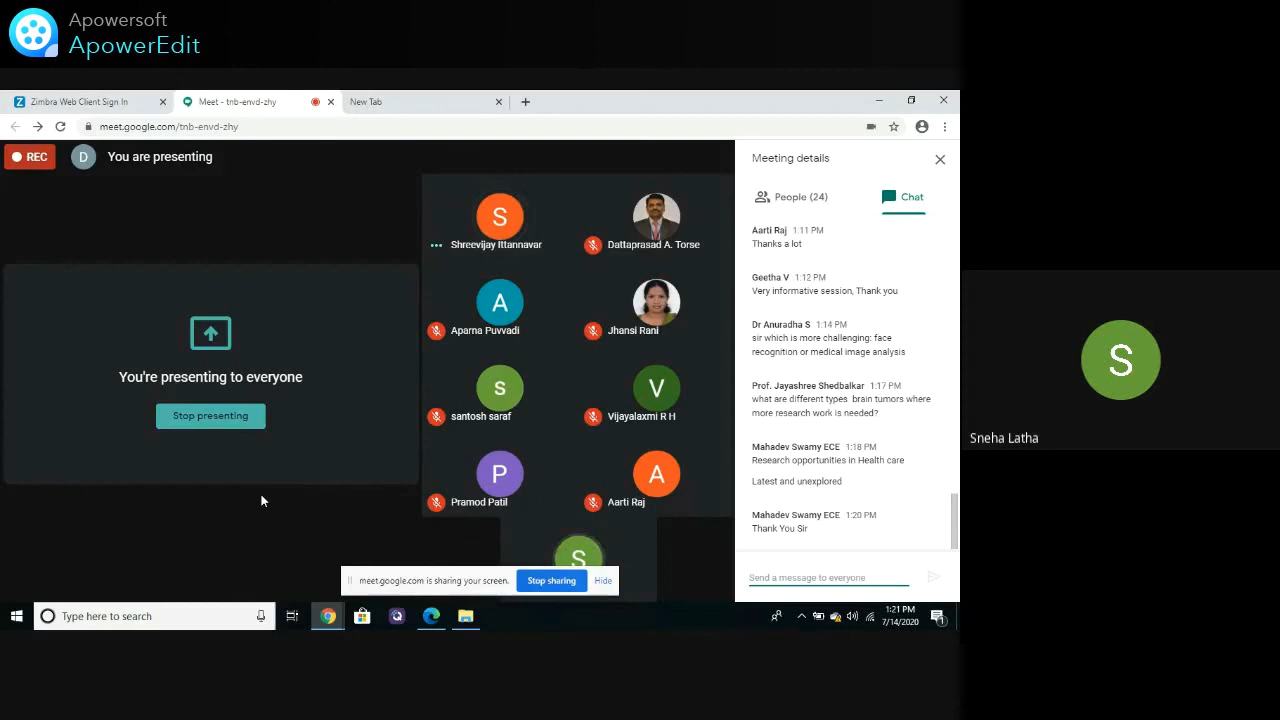 Apowersoft
ApowerEdit
Zimbra Web Client Sign In
Meet - tnb-envd-zhy
New Tab
meet.google.com/tnb-envd-zhy
REC
D
You are presenting
You're presenting to everyone
Stop presenting
S
Shreevijay Ittannavar
Dattaprasad A. Torse
A
Aparna Puvvadi
Jhansi Rani
s
santosh saraf
V
Vijayalaxmi R H
P
Pramod Patil
A
Aarti Raj
S
meet.google.com is sharing your screen.
Stop sharing
Hide
Meeting details
People (24)
Chat
Aarti Raj 1:11 PM
Thanks a lot
Geetha V 1:12 PM
Very informative session, Thank you
Dr Anuradha S 1:14 PM
sir which is more challenging: face
recognition or medical image analysis
Prof. Jayashree Shedbalkar 1:17 PM
what are different types brain tumors where
more research work is needed?
Mahadev Swamy ECE 1:18 PM
Research opportunities in Health care
Latest and unexplored
Mahadev Swamy ECE 1:20 PM
Thank You Sir
Send a message to everyone
S
Sneha Latha
Type here to search
1:21 PM
7/14/2020
1